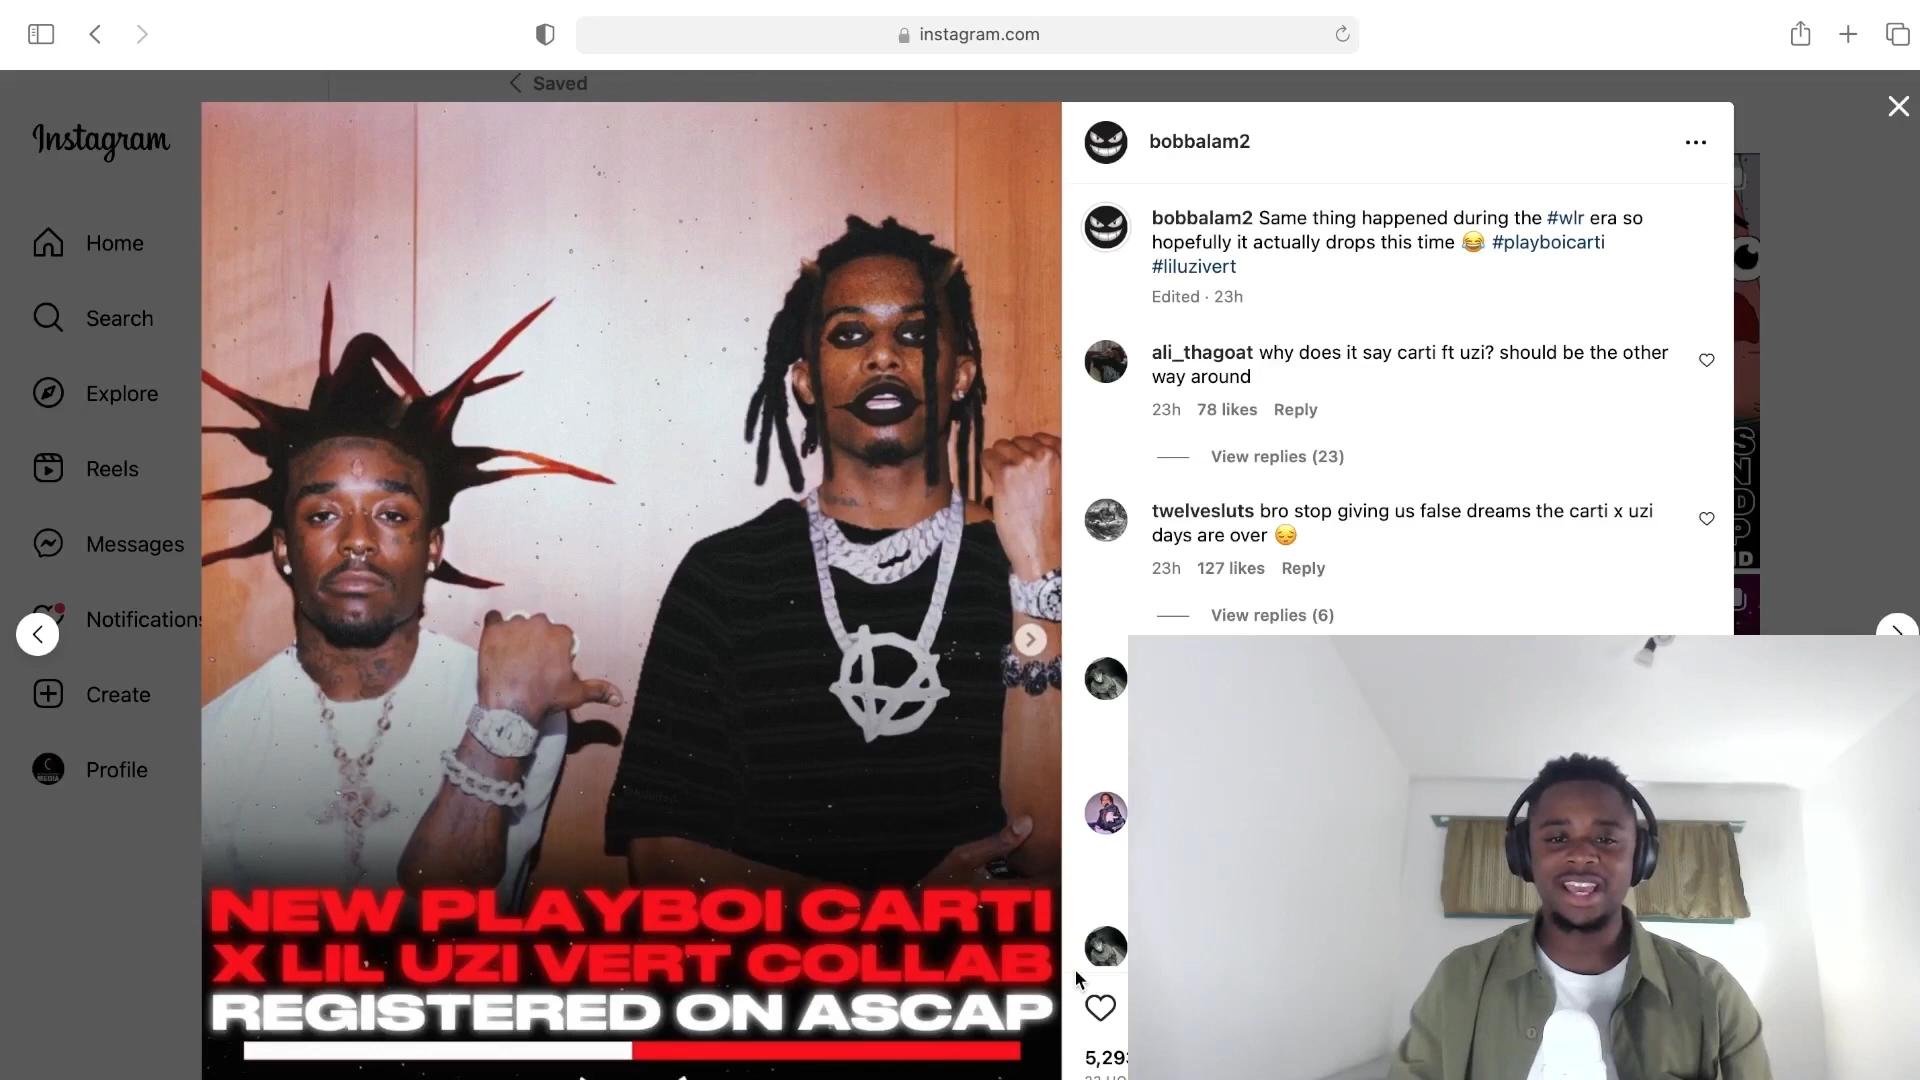 instagram.com
Saved
Instagram
Home
Search
Explore
Reels
Messages
Notifications
Create
Profile
NEW PLAYBOI CARTI
X LIL UZI VERT COLLAB
REGISTERED ON ASCAP
bobbalam2
bobbalam2 Same thing happened during the #wlr era so
hopefully it actually drops this time 😂 #playboicarti
#liluzivert
Edited · 23h
ali_thagoat why does it say carti ft uzi? should be the other
way around
23h 78 likes Reply
View replies (23)
twelvesluts bro stop giving us false dreams the carti x uzi
days are over 😔
23h 127 likes Reply
View replies (6)